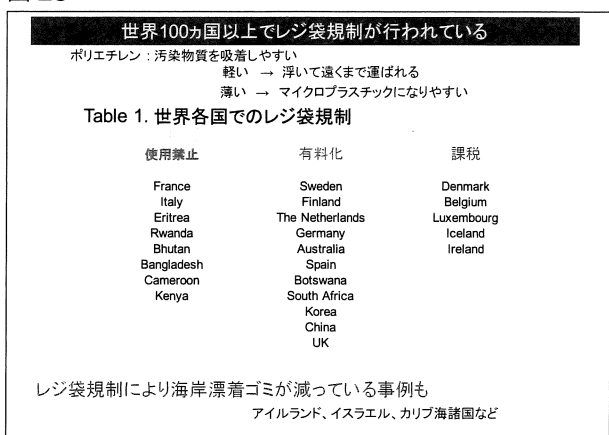 世界100ヵ国以上でレジ袋規制が行われている
ポリエチレン：汚染物質を吸着しやすい
軽い → 浮いて遠くまで運ばれる
薄い → マイクロプラスチックになりやすい
Table 1. 世界各国でのレジ袋規制
使用禁止 有料化 課税
France Sweden Denmark
Italy Finland Belgium
Eritrea The Netherlands Luxembourg
Rwanda Germany Iceland
Bhutan Australia Ireland
Bangladesh Spain
Cameroon Botswana
Kenya South Africa
Korea
China
UK
レジ袋規制により海岸漂着ゴミが減っている事例も
アイルランド、イスラエル、カリブ海諸国など